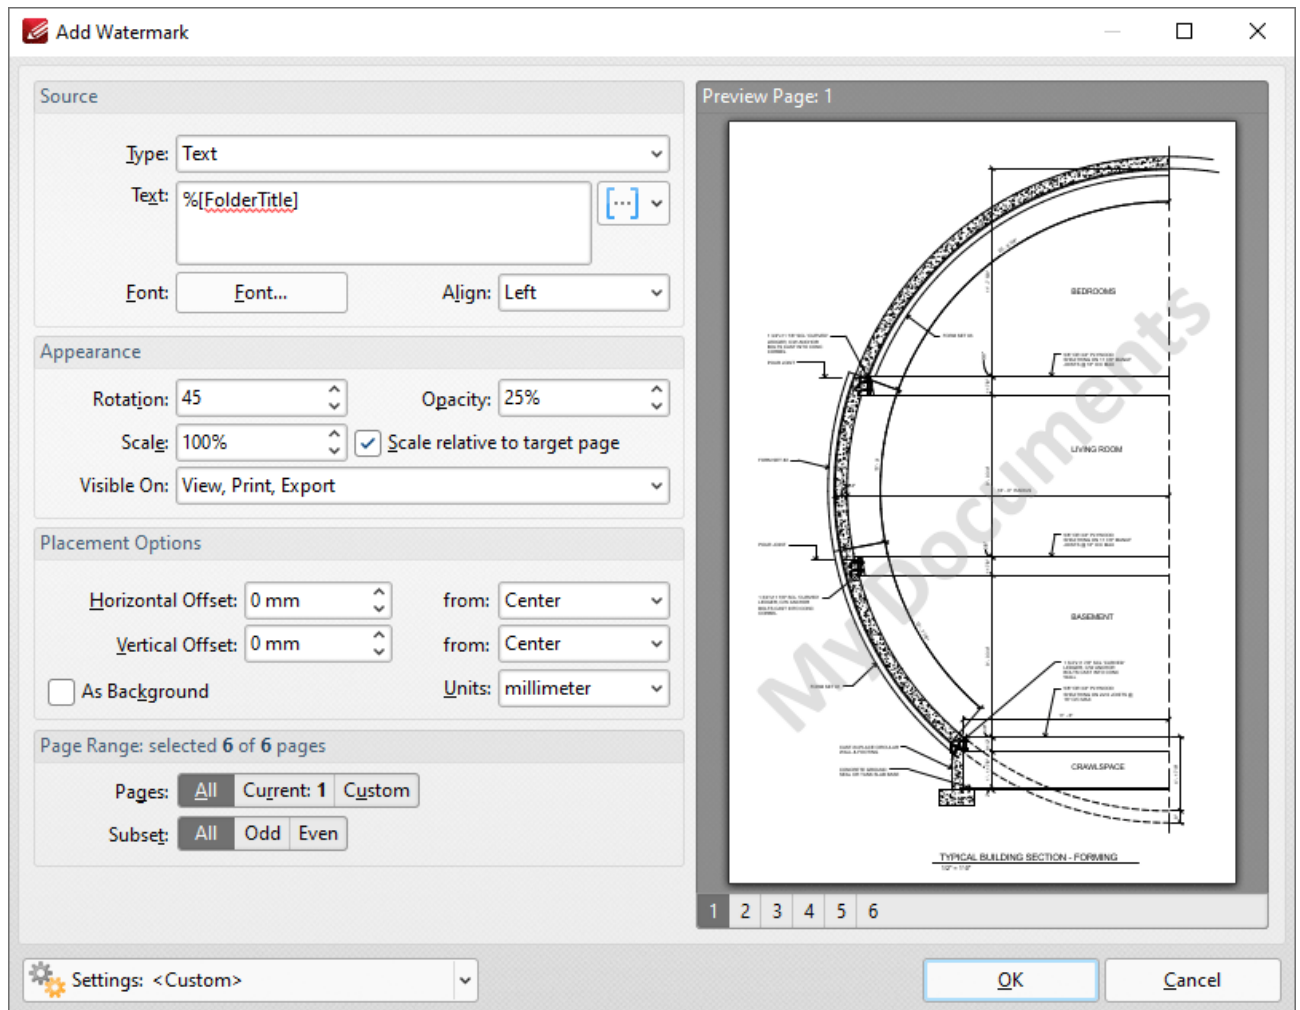 Add Watermark
Source
Type: Text
Text: %[FolderTitle]
Font: Font... Align: Left
Appearance
Rotation: 45 Opacity: 25%
Scale: 100% Scale relative to target page
Visible On: View, Print, Export
Placement Options
Horizontal Offset: 0 mm from: Center
Vertical Offset: 0 mm from: Center
As Background Units: millimeter
Page Range: selected 6 of 6 pages
Pages: All Current: 1 Custom
Subset: All Odd Even
Preview Page: 1
BEDROOMS
LIVING ROOM
BASEMENT
CRAWLSPACE
My Documents
TYPICAL BUILDING SECTION - FORMING
1 2 3 4 5 6
Settings: <Custom>
OK Cancel